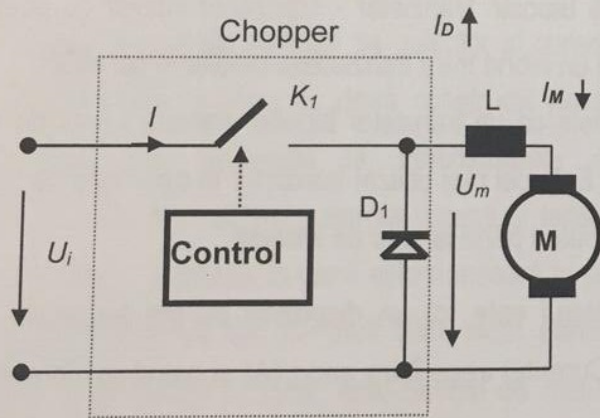 Chopper
I_D
I
K_1
L
I_M
U_i
Control
D_1
U_m
M